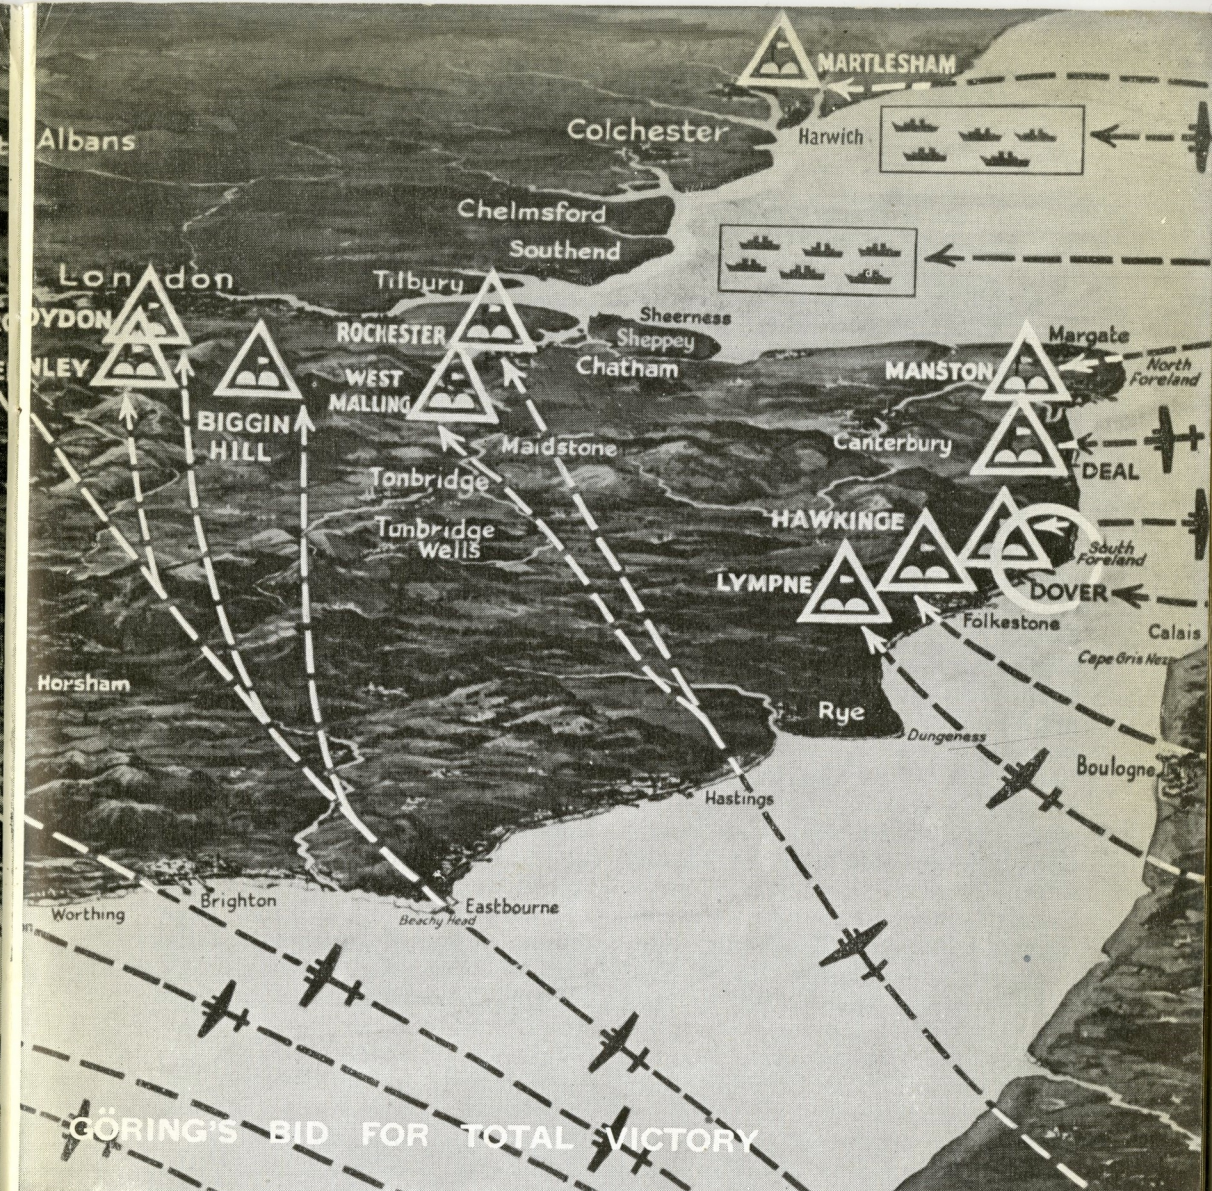 MARTLESHAM
Albans
Colchester
Harwich
Chelmsford
Southend
London
Tilbury
OYDON
ROCHESTER
Sheerness
Sheppey
Margate
NLEY
WEST
MALLING
Chatham
MANSTON
North
Foreland
BIGGIN
HILL
Maidstone
Canterbury
DEAL
Tonbridge
HAWKINGE
Tunbridge
Wells
South
Foreland
LYMPNE
DOVER
Folkestone
Calais
Cape Gris Nez
Horsham
Rye
Dungeness
Boulogne
Hastings
Brighton
Worthing
Eastbourne
Beachy Head
GÖRING'S BID FOR TOTAL VICTORY